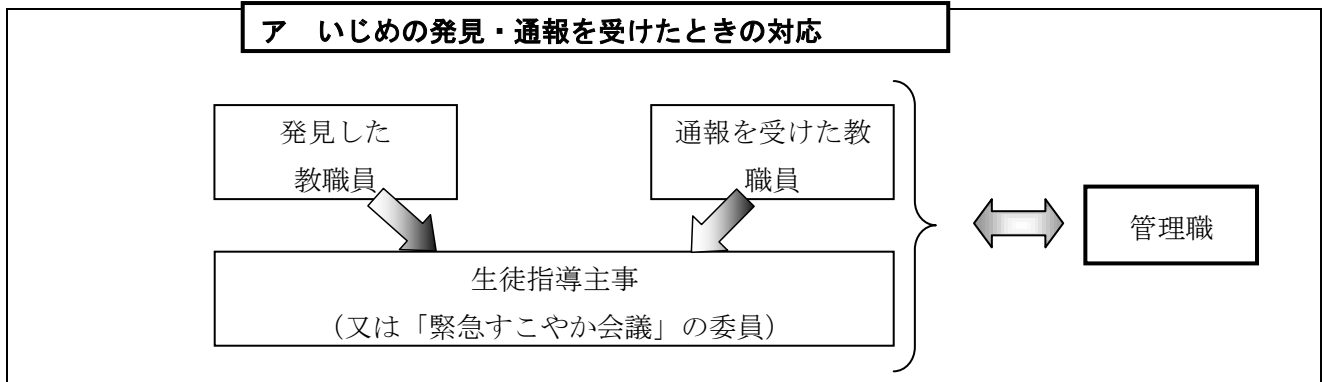 ア　いじめの発見・通報を受けたときの対応
発見した
教職員
通報を受けた教
職員
生徒指導主事
（又は「緊急すこやか会議」の委員）
管理職